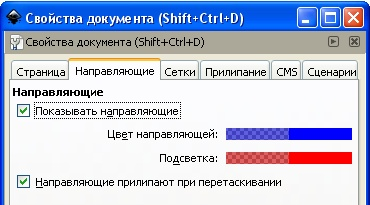 Свойства документа (Shift+Ctrl+D)
Свойства документа (Shift+Ctrl+D)
Страница Направляющие Сетки Прилипание CMS Сценарии
Направляющие
Показывать направляющие
Цвет направляющей:
Подсветка:
Направляющие прилипают при перетаскивании